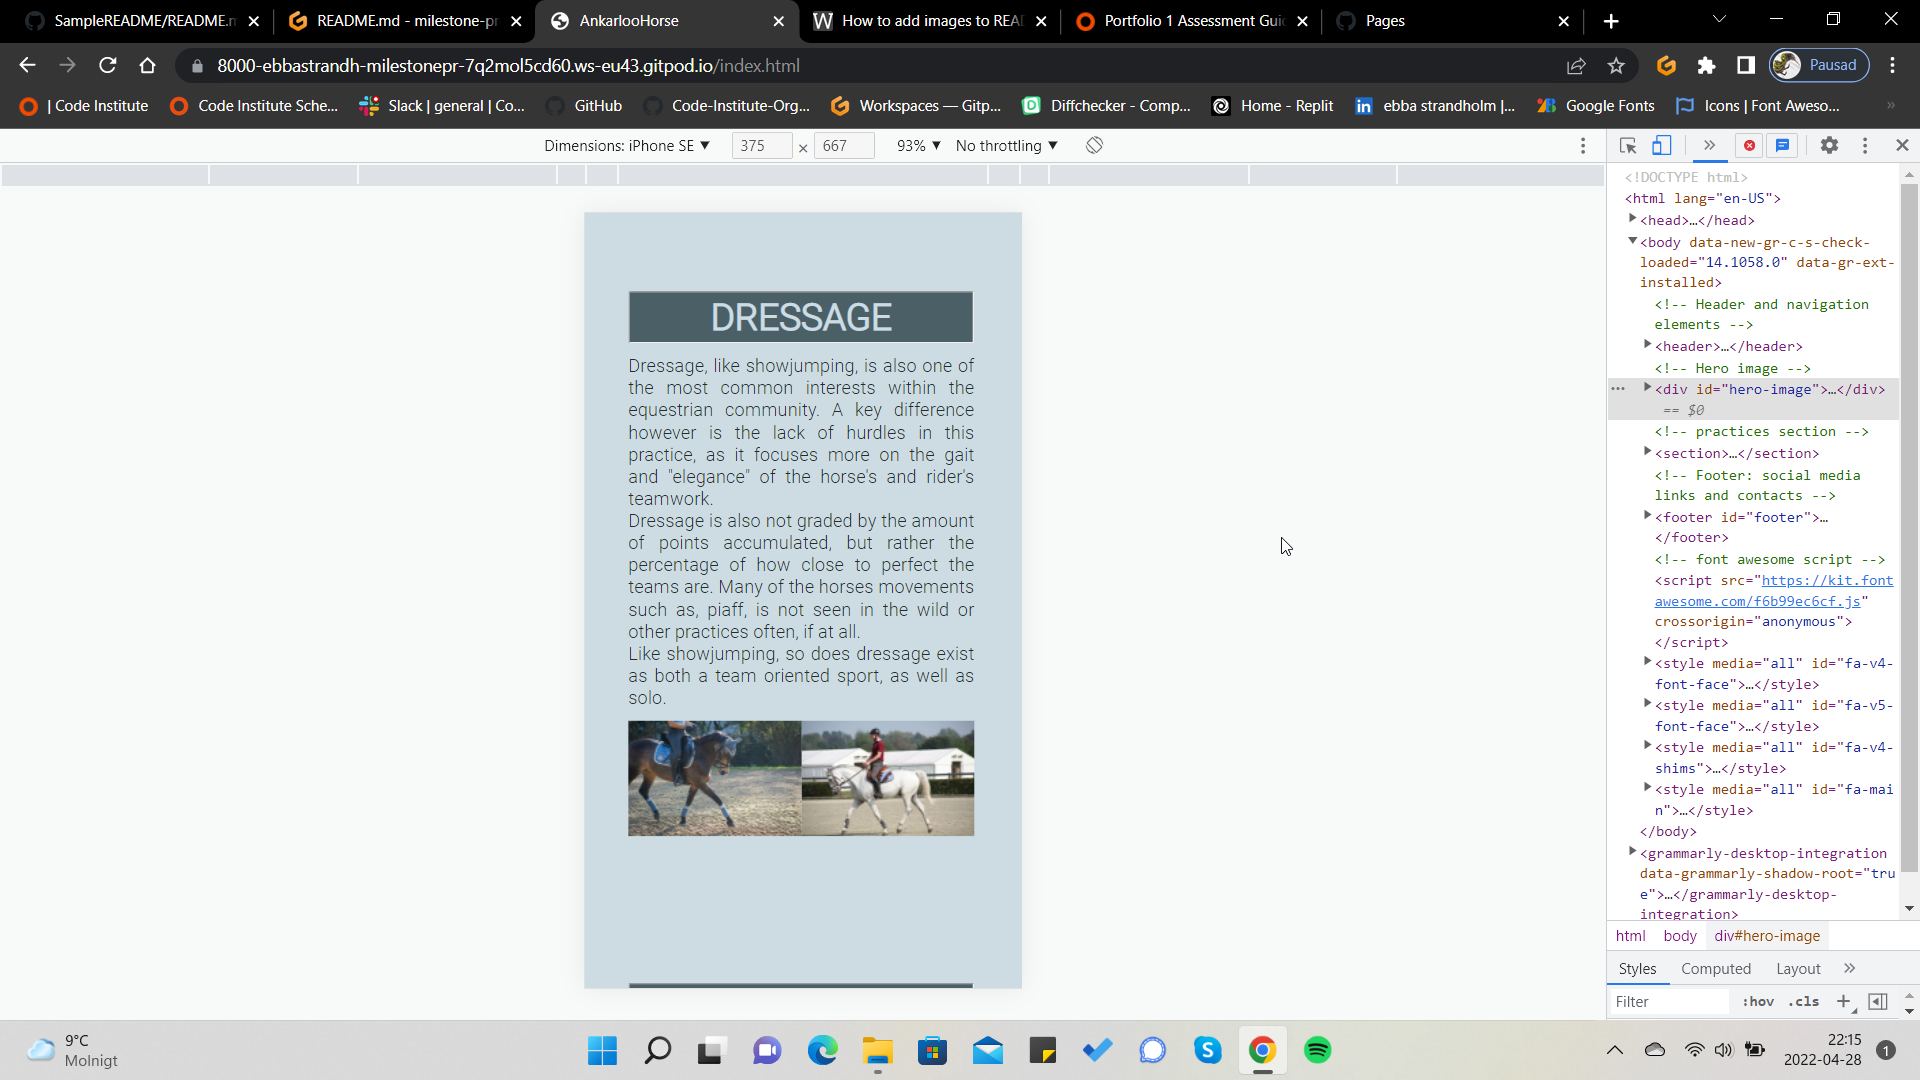 SampleREADME/README.m
README.md - milestone-pr
AnkarlooHorse
How to add images to REA
Portfolio 1 Assessment Gui
Pages
8000-ebbastrandh-milestonepr-7q2mol5cd60.ws-eu43.gitpod.io/index.html
Pausad
| Code Institute
Code Institute Sche...
Slack | general | Co...
GitHub
Code-Institute-Org...
Workspaces — Gitp...
Diffchecker - Comp...
Home - Replit
ebba strandholm |...
Google Fonts
Icons | Font Aweso...
»
Dimensions: iPhone SE ▼
375 × 667
93% ▼
No throttling ▼
DRESSAGE
Dressage, like showjumping, is also one of
the most common interests within the
equestrian community. A key difference
however is the lack of hurdles in this
practice, as it focuses more on the gait
and "elegance" of the horse's and rider's
teamwork.
Dressage is also not graded by the amount
of points accumulated, but rather the
percentage of how close to perfect the
teams are. Many of the horses movements
such as, piaff, is not seen in the wild or
other practices often, if at all.
Like showjumping, so does dressage exist
as both a team oriented sport, as well as
solo.
<!DOCTYPE html>
<html lang="en-US">
<head>…</head>
<body data-new-gr-c-s-check-
loaded="14.1058.0" data-gr-ext-
installed>
<!-- Header and navigation
elements -->
<header>…</header>
<!-- Hero image -->
<div id="hero-image">…</div>
== $0
<!-- practices section -->
<section>…</section>
<!-- Footer: social media
links and contacts -->
<footer id="footer">…
</footer>
<!-- font awesome script -->
<script src="https://kit.font
awesome.com/f6b99ec6cf.js"
crossorigin="anonymous">
</script>
<style media="all" id="fa-v4-
font-face">…</style>
<style media="all" id="fa-v5-
font-face">…</style>
<style media="all" id="fa-v4-
shims">…</style>
<style media="all" id="fa-mai
n">…</style>
</body>
<grammarly-desktop-integration
data-grammarly-shadow-root="tru
e">…</grammarly-desktop-
integration>
html body div#hero-image
Styles Computed Layout »
Filter :hov .cls
9°C
Molnigt
22:15
2022-04-28
1